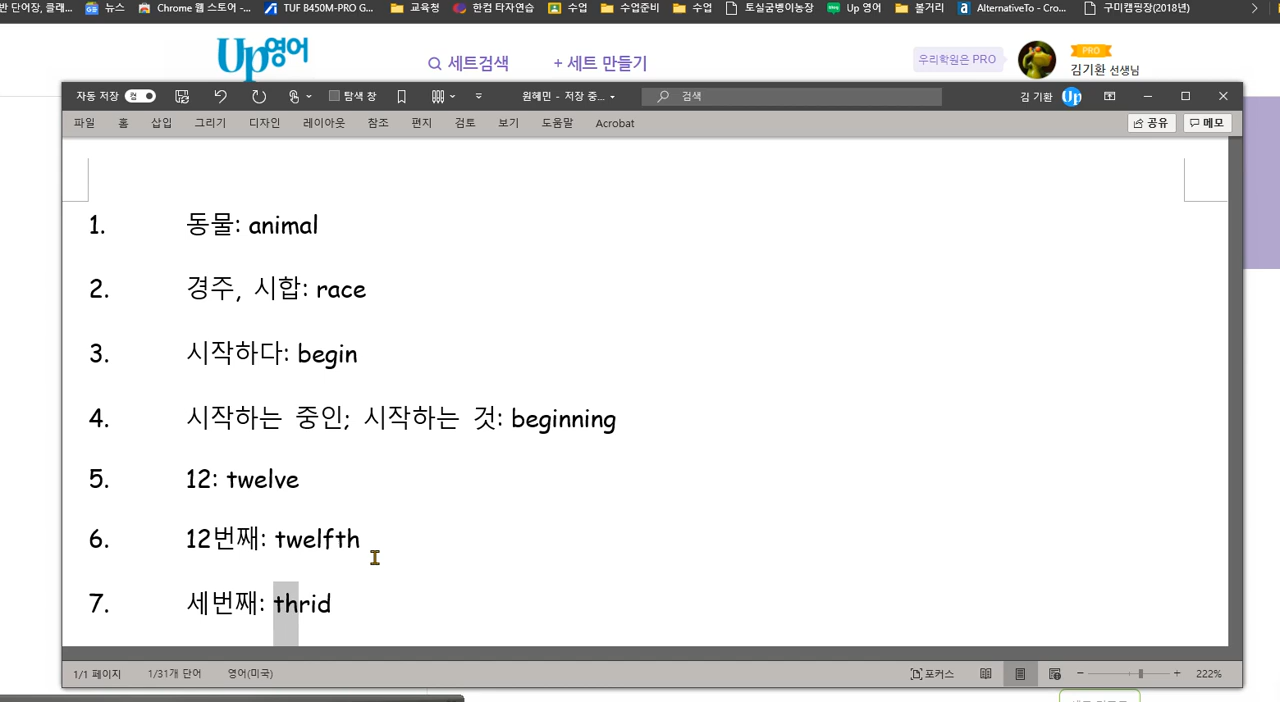 반 단어장, 클래... 뉴스 Chrome 웹 스토어 -... TUF B450M-PRO G... 교육청 한컴 타자연습 수업 수업준비 수업 토실굼벵이농장 Up 영어 볼거리 AlternativeTo - Cro... 구미캠핑장(2018년)
Up영어 세트검색 + 세트 만들기 우리학원은 PRO PRO
김기환 선생님
자동 저장 컴 탐색 창 원혜민 - 저장 중... 검색 김 기환 Up
파일 홈 삽입 그리기 디자인 레이아웃 참조 편지 검토 보기 도움말 Acrobat 공유 메모
1. 동물: animal
2. 경주, 시합: race
3. 시작하다: begin
4. 시작하는 중인; 시작하는 것: beginning
5. 12: twelve
6. 12번째: twelfth
7. 세번째: thrid
1/1 페이지 1/31개 단어 영어(미국) 포커스 222%